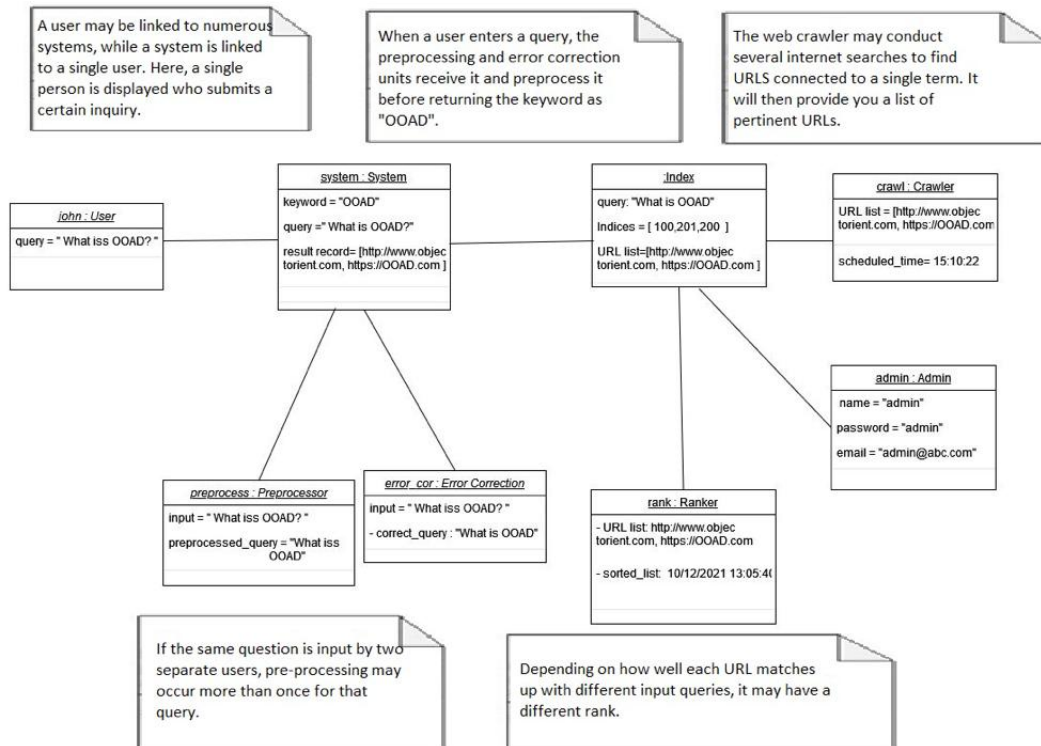 A user may be linked to numerous
systems, while a system is linked
to a single user. Here, a single
person is displayed who submits a
certain inquiry.
When a user enters a query, the
preprocessing and error correction
units receive it and preprocess it
before returning the keyword as
"OOAD".
The web crawler may conduct
several internet searches to find
URLS connected to a single term. It
will then provide you a list of
pertinent URLs.
john : User
query = " What iss OOAD? "
system : System
keyword = "OOAD"
query =" What is OOAD?"
result record= [http://www.objec
torient.com, https://OOAD.com ]
:Index
query: "What is OOAD"
Indices = [ 100,201,200 ]
URL list=[http://www.objec
torient.com, https://OOAD.com ]
crawl : Crawler
URL list = [http://www.objec
torient.com, https://OOAD.com
scheduled_time= 15:10:22
admin : Admin
name = "admin"
password = "admin"
email = "admin@abc.com"
preprocess : Preprocessor
input = " What iss OOAD? "
preprocessed_query = "What iss
OOAD"
error_cor : Error Correction
input = " What iss OOAD? "
- correct_query : "What is OOAD"
rank : Ranker
- URL list: http://www.objec
torient.com, https://OOAD.com
- sorted_list: 10/12/2021 13:05:40
If the same question is input by two
separate users, pre-processing may
occur more than once for that
query.
Depending on how well each URL matches
up with different input queries, it may have a
different rank.